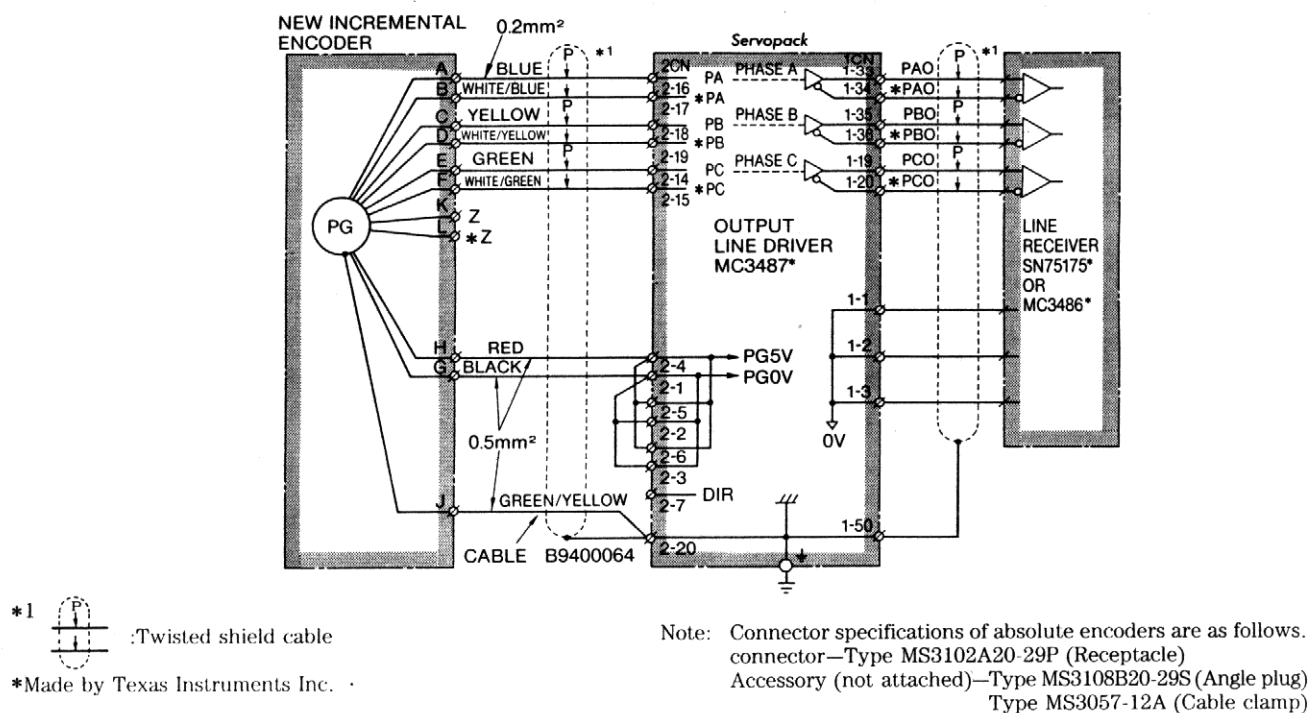 NEW INCREMENTAL
ENCODER
0.2mm²
P
*1
Servopack
P
*1
A
BLUE
2CN
PA
PHASE A
1CN
1-33
PAO
B
WHITE/BLUE
2-16
*PA
1-34
*PAO
P
2-17
P
C
YELLOW
PB
PHASE B
1-35
PBO
D
WHITE/YELLOW
2-18
*PB
1-36
*PBO
P
2-19
P
E
GREEN
PC
PHASE C
1-19
PCO
F
WHITE/GREEN
2-14
*PC
1-20
*PCO
2-15
K
Z
L
*Z
PG
OUTPUT
LINE DRIVER
MC3487*
LINE
RECEIVER
SN75175*
OR
MC3486*
1-1
H
RED
PG5V
1-2
G
BLACK
2-4
PG0V
2-1
1-3
2-5
0.5mm²
2-2
0V
2-6
2-3
DIR
2-7
J
GREEN/YELLOW
1-50
CABLE B9400064
2-20
*1
P
:Twisted shield cable
*Made by Texas Instruments Inc.
Note: Connector specifications of absolute encoders are as follows.
connector—Type MS3102A20-29P (Receptacle)
Accessory (not attached)—Type MS3108B20-29S (Angle plug)
Type MS3057-12A (Cable clamp)